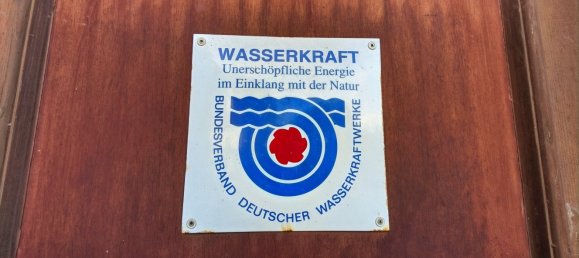 WASSERKRAFT
Unerschöpfliche Energie
im Einklang mit der Natur
BUNDESVERBAND DEUTSCHER WASSERKRAFTWERKE